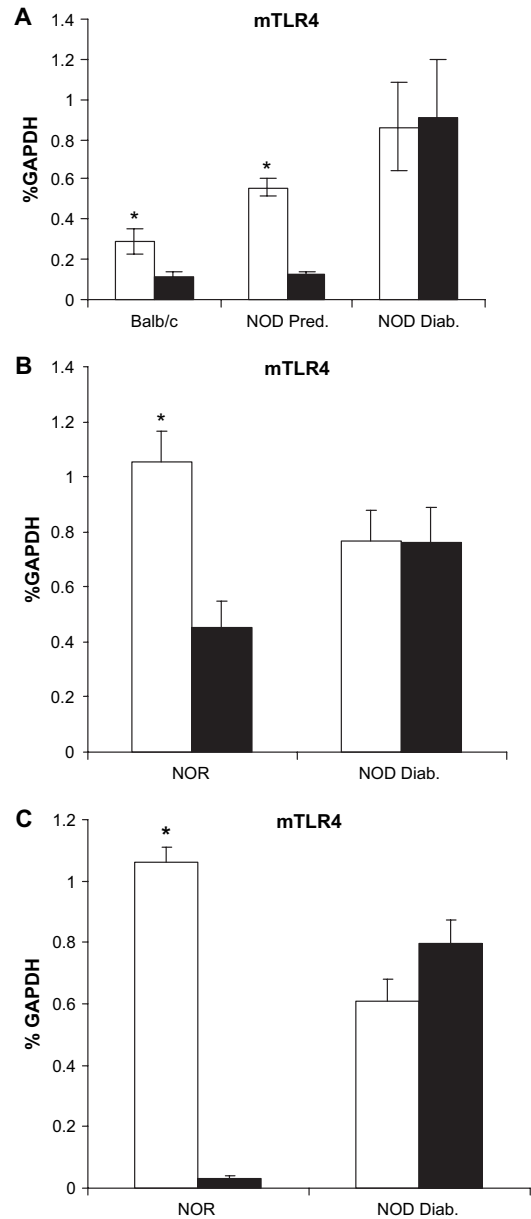 A
mTLR4
1.4
1.2
1
0.8
0.6
0.4
0.2
0
%GAPDH
*
*
Balb/c
NOD Pred.
NOD Diab.
B
mTLR4
1.4
1.2
1
0.8
0.6
0.4
0.2
0
%GAPDH
*
NOR
NOD Diab.
C
mTLR4
1.2
1
0.8
0.6
0.4
0.2
0
% GAPDH
*
NOR
NOD Diab.